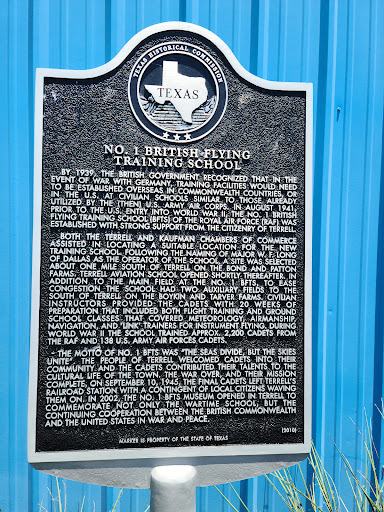 TEXAS HISTORICAL COMMISSION
TEXAS
NO. 1 BRITISH FLYING
TRAINING SCHOOL
BY 1939, THE BRITISH GOVERNMENT RECOGNIZED THAT IN THE
EVENT OF WAR WITH GERMANY, TRAINING FACILITIES WOULD NEED
TO BE ESTABLISHED OVERSEAS IN COMMONWEALTH COUNTRIES, OR
IN THE U.S. AT CIVILIAN SCHOOLS SIMILAR TO THOSE ALREADY
UTILIZED BY THE (THEN) U.S. ARMY AIR CORPS. IN AUGUST 1941,
PRIOR TO THE U.S. ENTRY INTO WORLD WAR II, THE NO. 1 BRITISH
FLYING TRAINING SCHOOL (BFTS) OF THE ROYAL AIR FORCE (RAF) WAS
ESTABLISHED WITH STRONG SUPPORT FROM THE CITIZENRY OF TERRELL.
BOTH THE TERRELL AND KAUFMAN CHAMBERS OF COMMERCE
ASSISTED IN LOCATING A SUITABLE LOCATION FOR THE NEW
TRAINING SCHOOL. FOLLOWING THE NAMING OF MAJOR W. F. LONG
OF DALLAS AS THE OPERATOR OF THE SCHOOL, A SITE WAS SELECTED
ABOUT ONE MILE SOUTH OF TERRELL ON THE BOND AND PATTON
FARMS; TERRELL AVIATION SCHOOL OPENED SHORTLY THEREAFTER. IN
ADDITION TO THE MAIN FIELD AT THE NO. 1 BFTS, TO EASE
CONGESTION, THE SCHOOL HAD TWO AUXILIARY FIELDS TO THE
SOUTH OF TERRELL ON THE BOYKIN AND TARVER FARMS. CIVILIAN
INSTRUCTORS PROVIDED THE CADETS WITH 20 WEEKS OF
PREPARATION THAT INCLUDED BOTH FLIGHT TRAINING AND GROUND
SCHOOL CLASSES THAT COVERED METEOROLOGY, AIRMANSHIP,
NAVIGATION, AND "LINK" TRAINERS FOR INSTRUMENT FLYING. DURING
WORLD WAR II THE SCHOOL TRAINED APPROX. 2,200 CADETS FROM
THE RAF AND 138 U.S. ARMY AIR FORCES CADETS.
THE MOTTO OF NO. 1 BFTS WAS "THE SEAS DIVIDE, BUT THE SKIES
UNITE". THE PEOPLE OF TERRELL WELCOMED CADETS INTO THEIR
COMMUNITY AND THE CADETS CONTRIBUTED THEIR TALENTS TO THE
CULTURAL LIFE OF THE TOWN. THE WAR OVER, AND THEIR MISSION
COMPLETE, ON SEPTEMBER 10, 1945, THE FINAL CADETS LEFT TERRELL'S
RAILROAD STATION WITH A CONTINGENT OF LOCAL CITIZENS WAVING
THEM ON. IN 2002, THE NO. 1 BFTS MUSEUM OPENED IN TERRELL TO
COMMEMORATE NOT ONLY THE WARTIME SCHOOL, BUT THE
CONTINUING COOPERATION BETWEEN THE BRITISH COMMONWEALTH
AND THE UNITED STATES IN WAR AND PEACE.
(2010)
MARKER IS PROPERTY OF THE STATE OF TEXAS